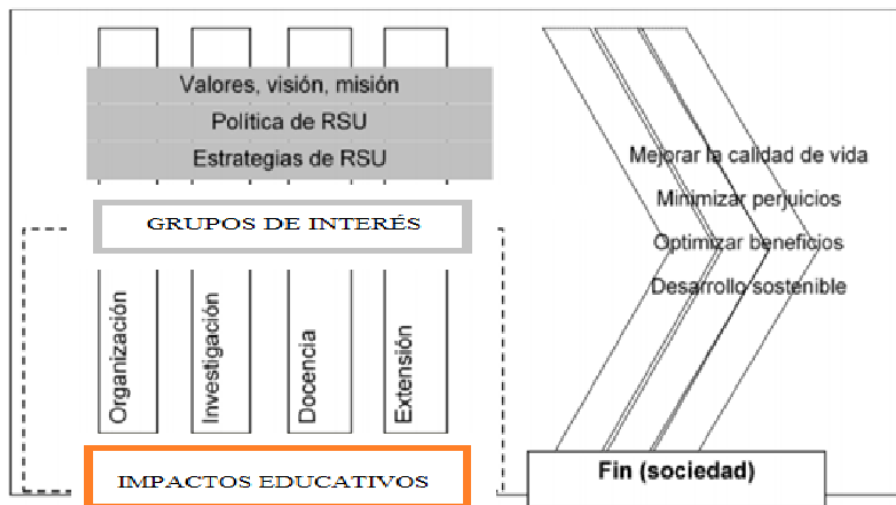 Valores, visión, misión
Política de RSU
Estrategias de RSU
GRUPOS DE INTERÉS
Organización
Investigación
Docencia
Extensión
IMPACTOS EDUCATIVOS
Mejorar la calidad de vida
Minimizar perjuicios
Optimizar beneficios
Desarrollo sostenible
Fin (sociedad)